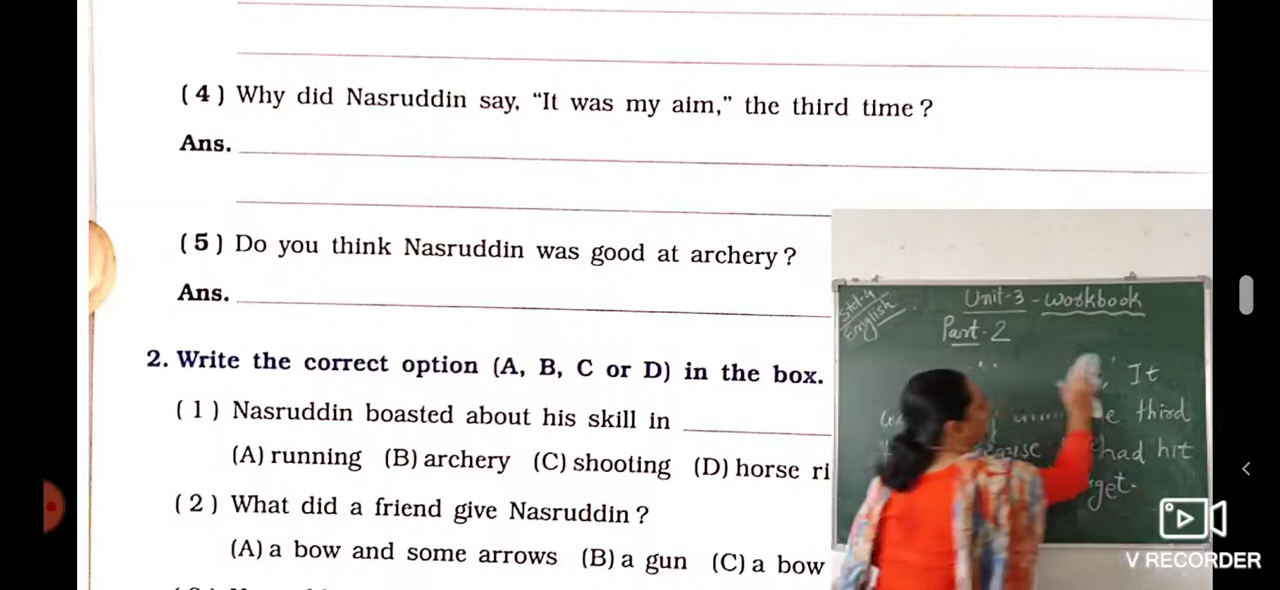 ( 4 ) Why did Nasruddin say, “It was my aim,” the third time ?
Ans.
( 5 ) Do you think Nasruddin was good at archery ?
Ans.
2. Write the correct option (A, B, C or D) in the box.
( 1 ) Nasruddin boasted about his skill in
(A) running (B) archery (C) shooting (D) horse ri
( 2 ) What did a friend give Nasruddin ?
(A) a bow and some arrows (B) a gun (C) a bow
Std-4
English
Unit-3 - Workbook
Part-2
It
third
had hit
V RECORDER